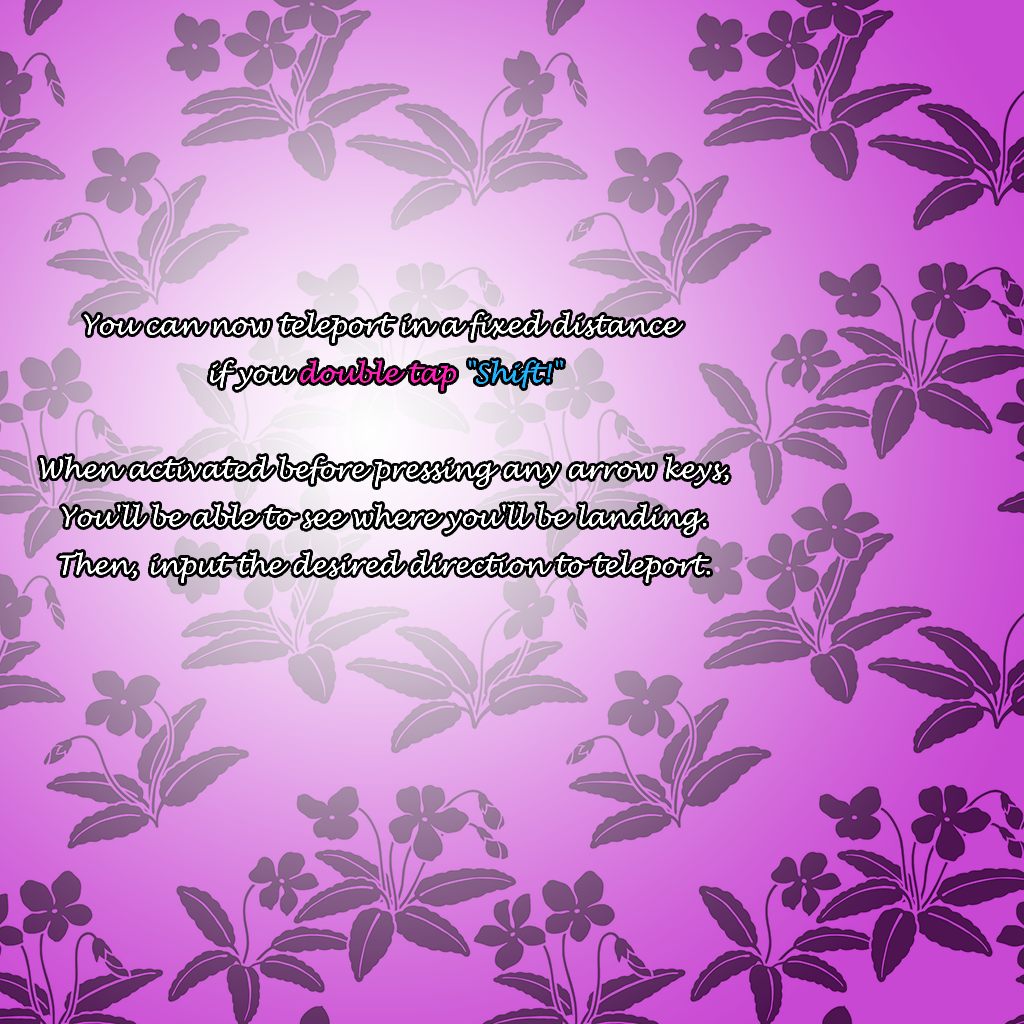 You can now teleport in a fixed distance
if you double tap "Shift!"
When activated before pressing any arrow keys,
You'll be able to see where you'll be landing.
Then, input the desired direction to teleport.